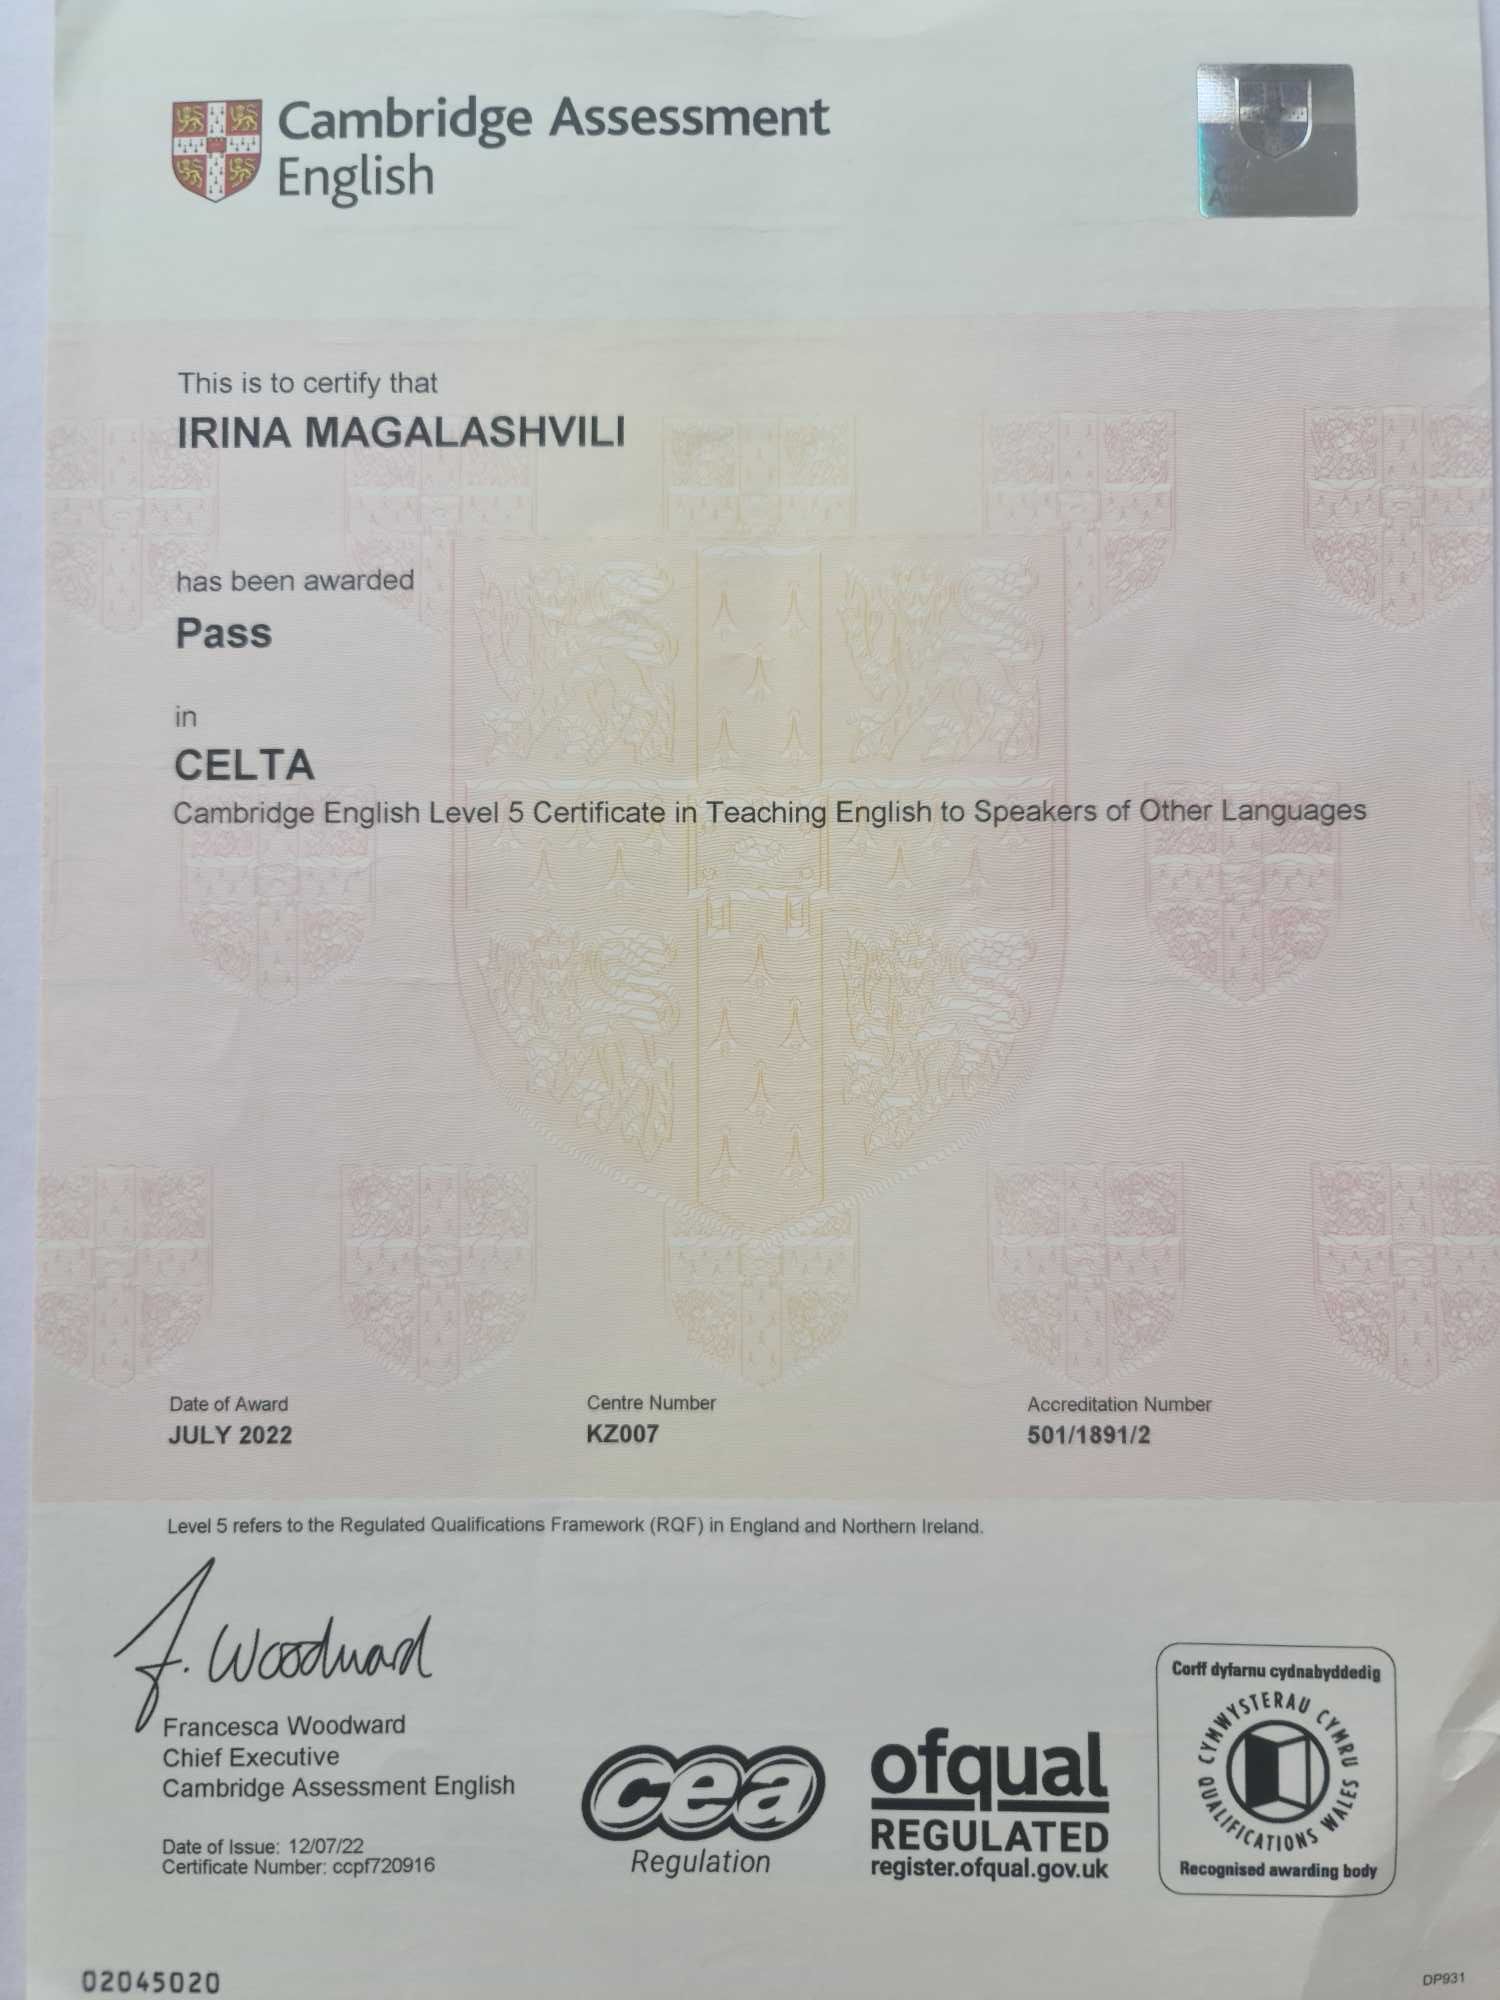 Cambridge Assessment
English
This is to certify that
IRINA MAGALASHVILI
has been awarded
Pass
in
CELTA
Cambridge English Level 5 Certificate in Teaching English to Speakers of Other Languages
Date of Award
JULY 2022
Centre Number
KZ007
Accreditation Number
501/1891/2
Level 5 refers to the Regulated Qualifications Framework (RQF) in England and Northern Ireland.
F. Woodward
Francesca Woodward
Chief Executive
Cambridge Assessment English
Date of Issue: 12/07/22
Certificate Number: ccpf720916
cea
Regulation
ofqual
REGULATED
register.ofqual.gov.uk
Corff dyfarnu cydnabyddedig
CYMWYSTERAU CYMRU
QUALIFICATIONS WALES
Recognised awarding body
02045020
DP931